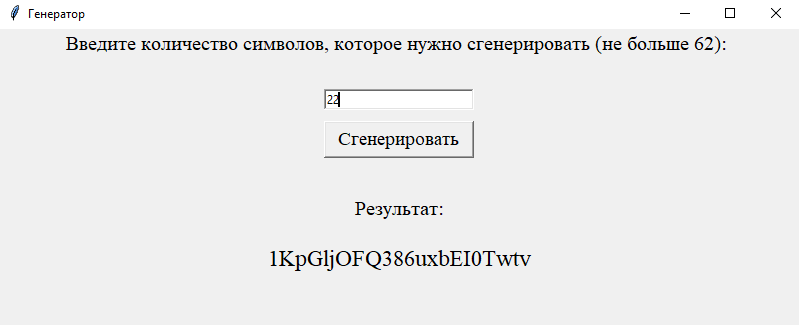 Генератор
Введите количество символов, которое нужно сгенерировать (не больше 62):
22
Сгенерировать
Результат:
1KpGljOFQ386uxbEI0Twtv